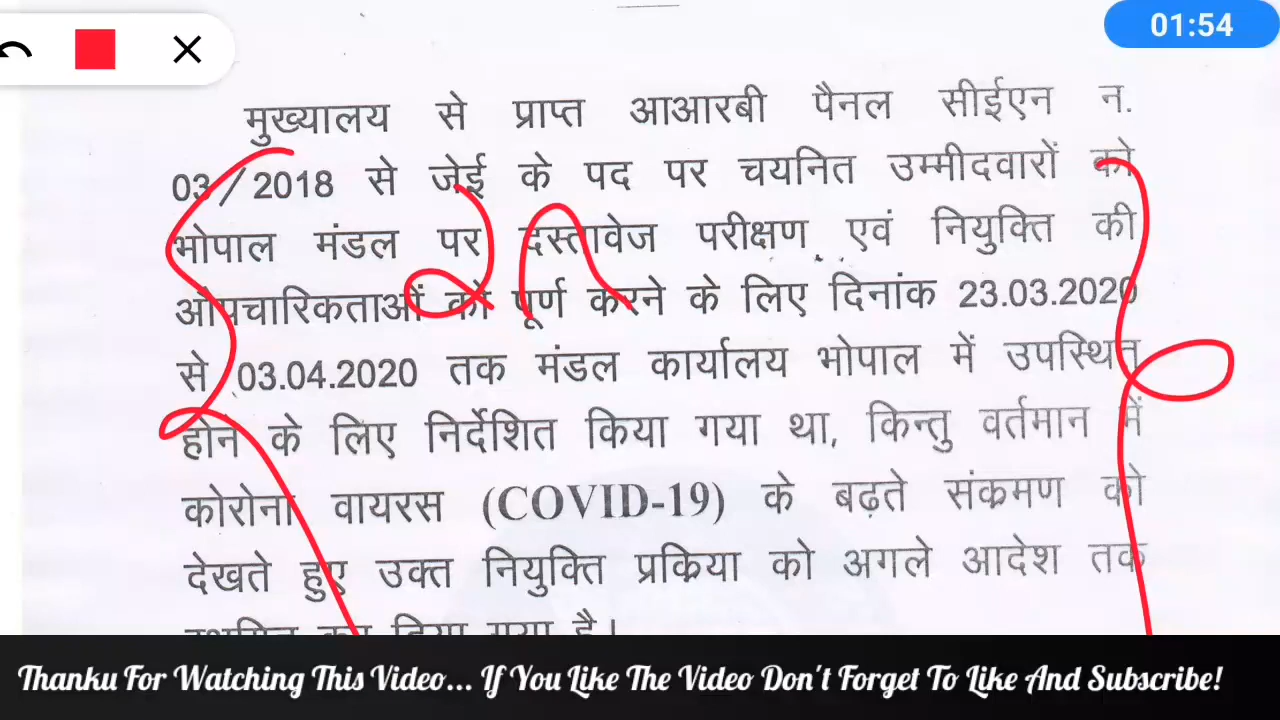 01:54
मुख्यालय से प्राप्त आआरबी पैनल सीईएन न.
03/2018 से जेई के पद पर चयनित उम्मीदवारों को
भोपाल मंडल पर दस्तावेज परीक्षण एवं नियुक्ति की
औपचारिकताओं को पूर्ण करने के लिए दिनांक 23.03.2020
से 03.04.2020 तक मंडल कार्यालय भोपाल में उपस्थित
होने के लिए निर्देशित किया गया था, किन्तु वर्तमान में
कोरोना वायरस (COVID-19) के बढ़ते संक्रमण को
देखते हुए उक्त नियुक्ति प्रक्रिया को अगले आदेश तक
स्थगित कर दिया गया है।
Thanku For Watching This Video... If You Like The Video Don't Forget To Like And Subscribe!